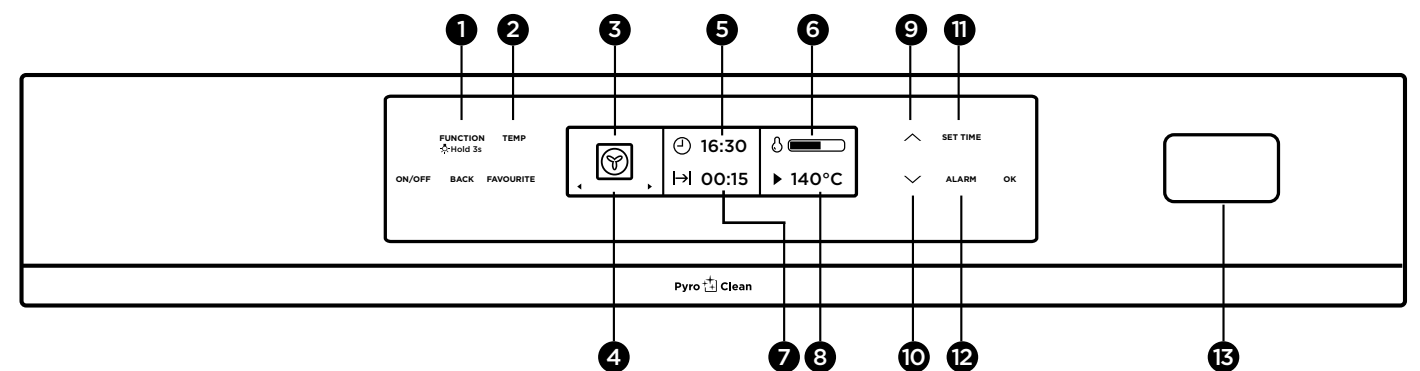 1 2 3 5 6 9 11
FUNCTION TEMP
Hold 3s
16:30
SET TIME
ON/OFF BACK FAVOURITE
00:15
140°C
ALARM OK
13
Pyro Clean
4 7 8 10 12